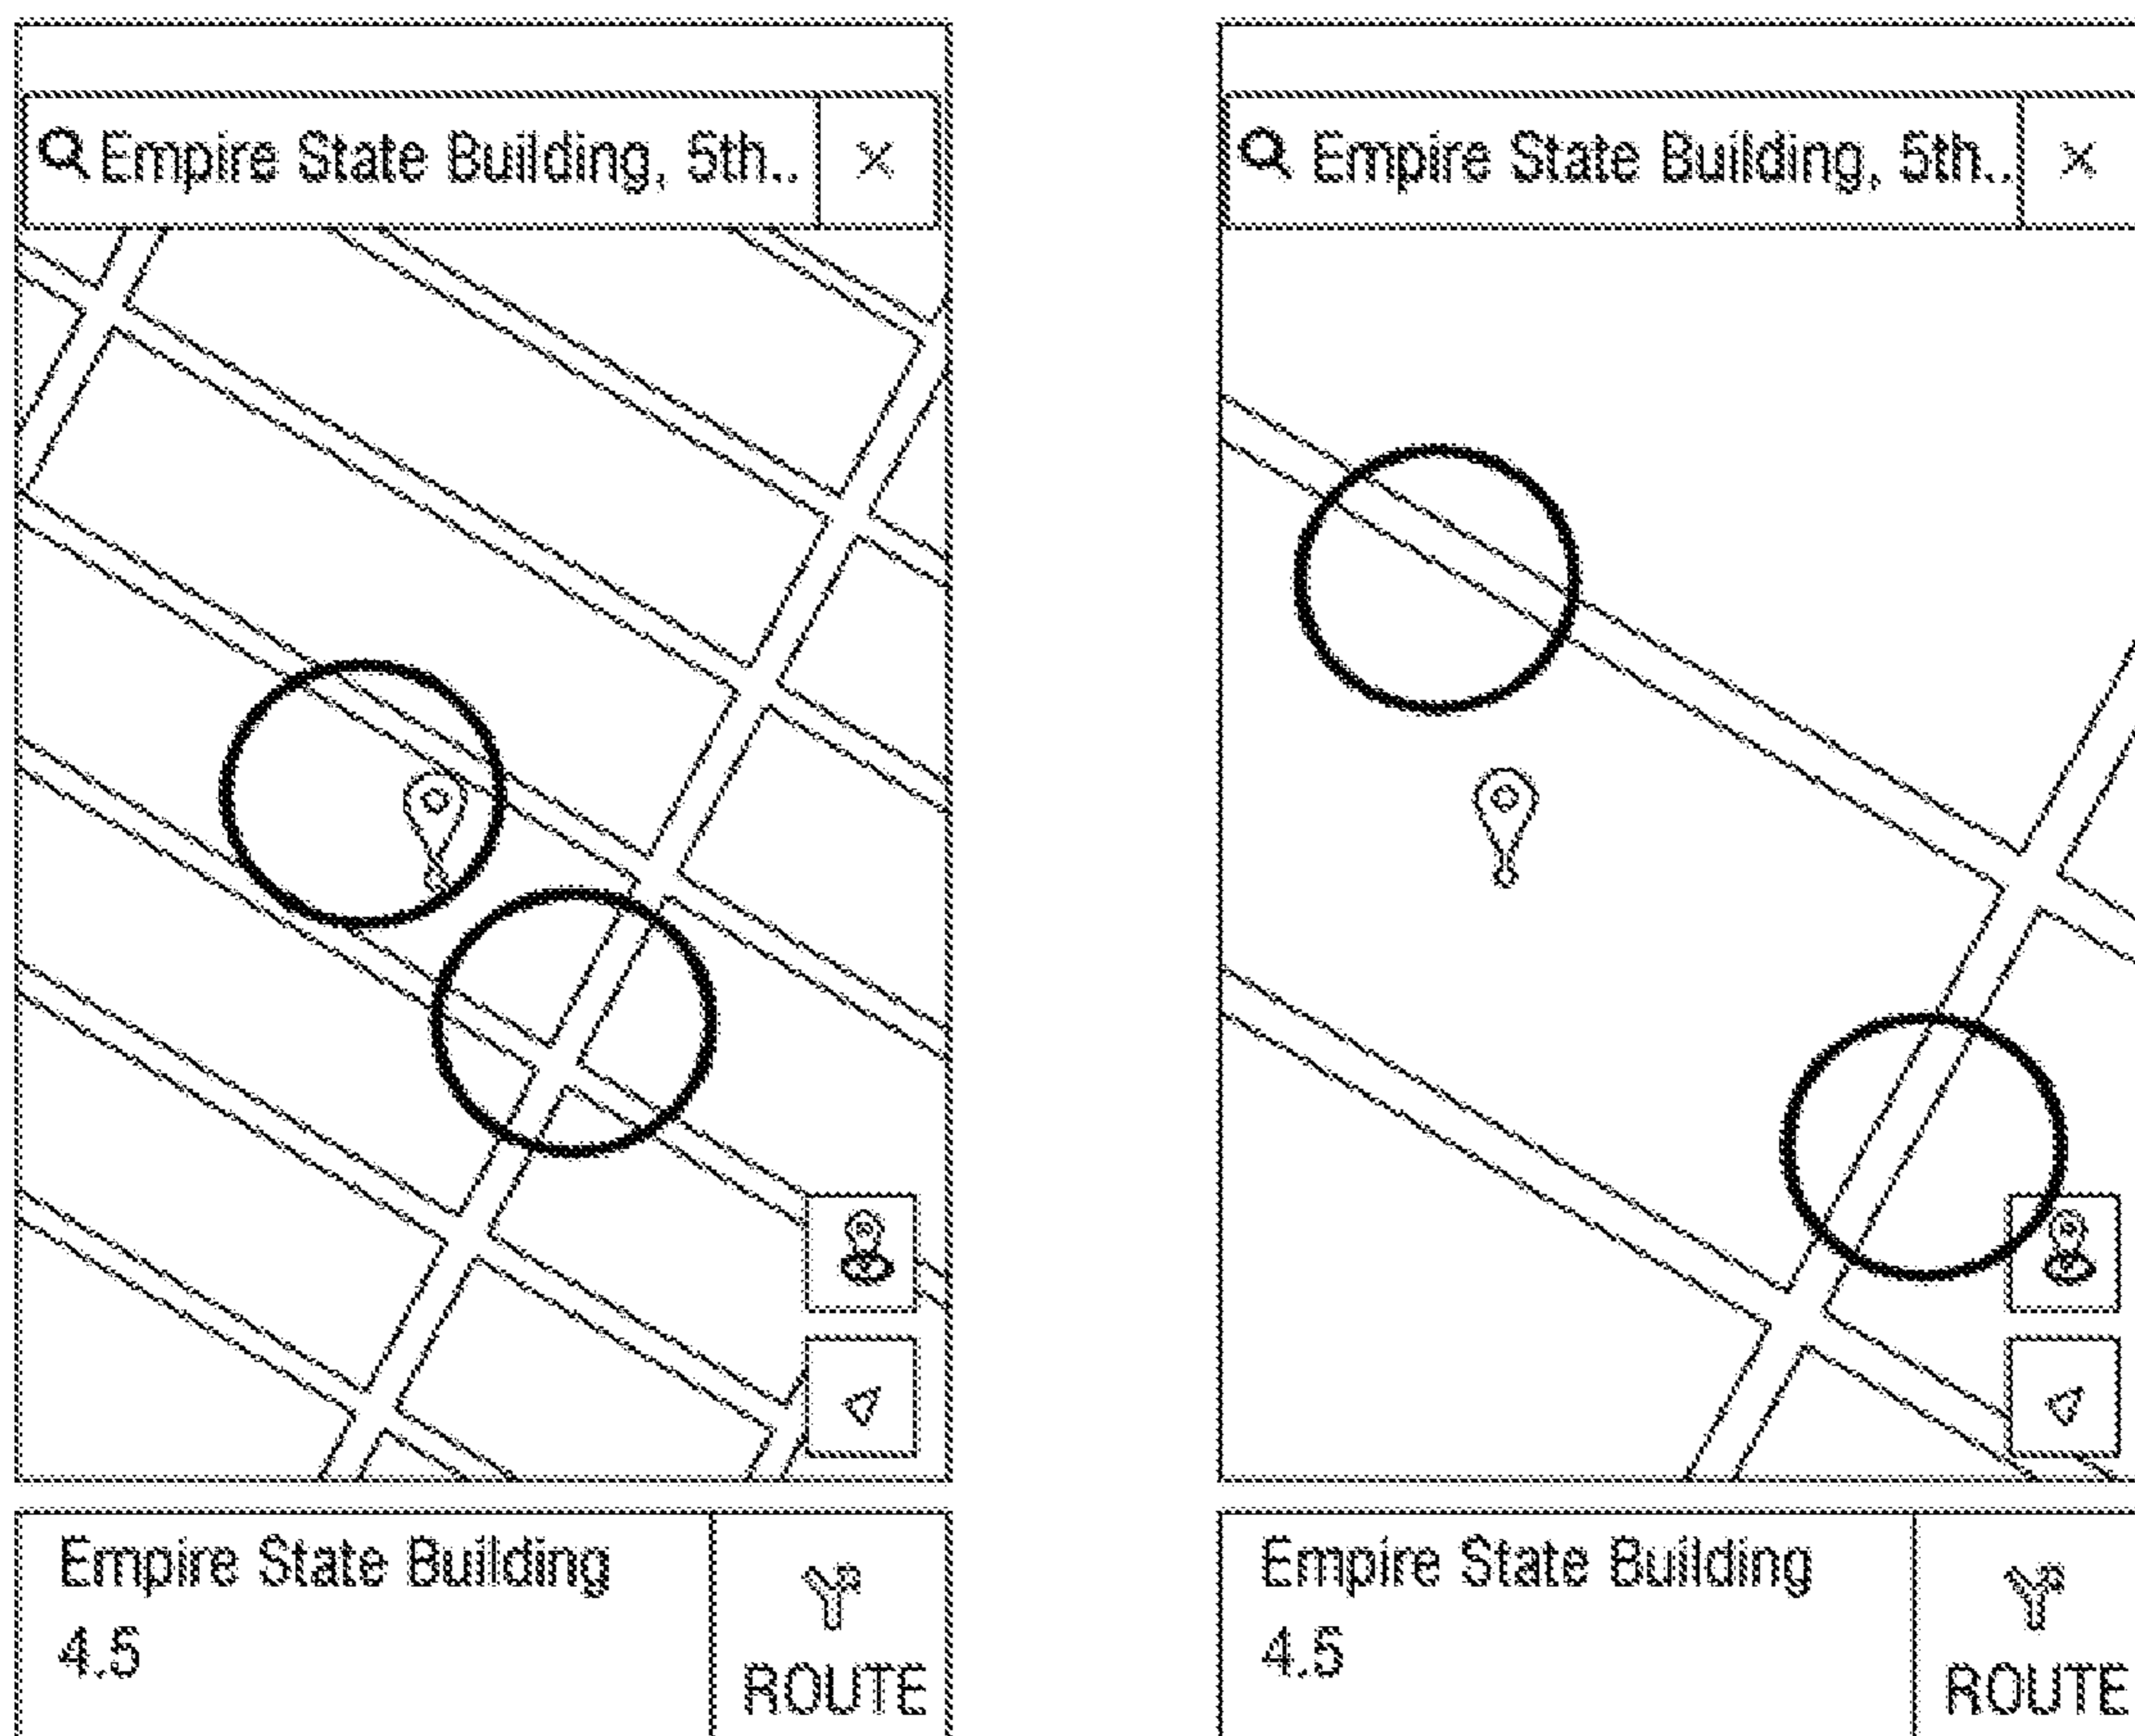 Empire State Building, 5th..
Empire State Building
4.5
ROUTE
Empire State Building, 5th..
Empire State Building
4.5
ROUTE